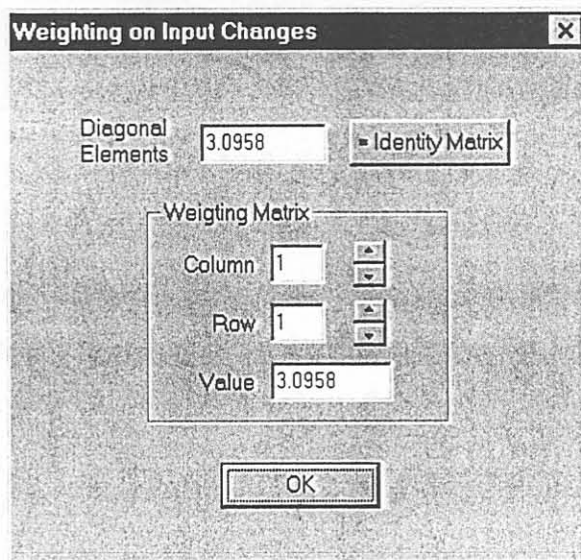 Weighting on Input Changes
Diagonal
Elements
3.0958
= Identity Matrix
Weigting Matrix
Column 1
Row 1
Value 3.0958
OK